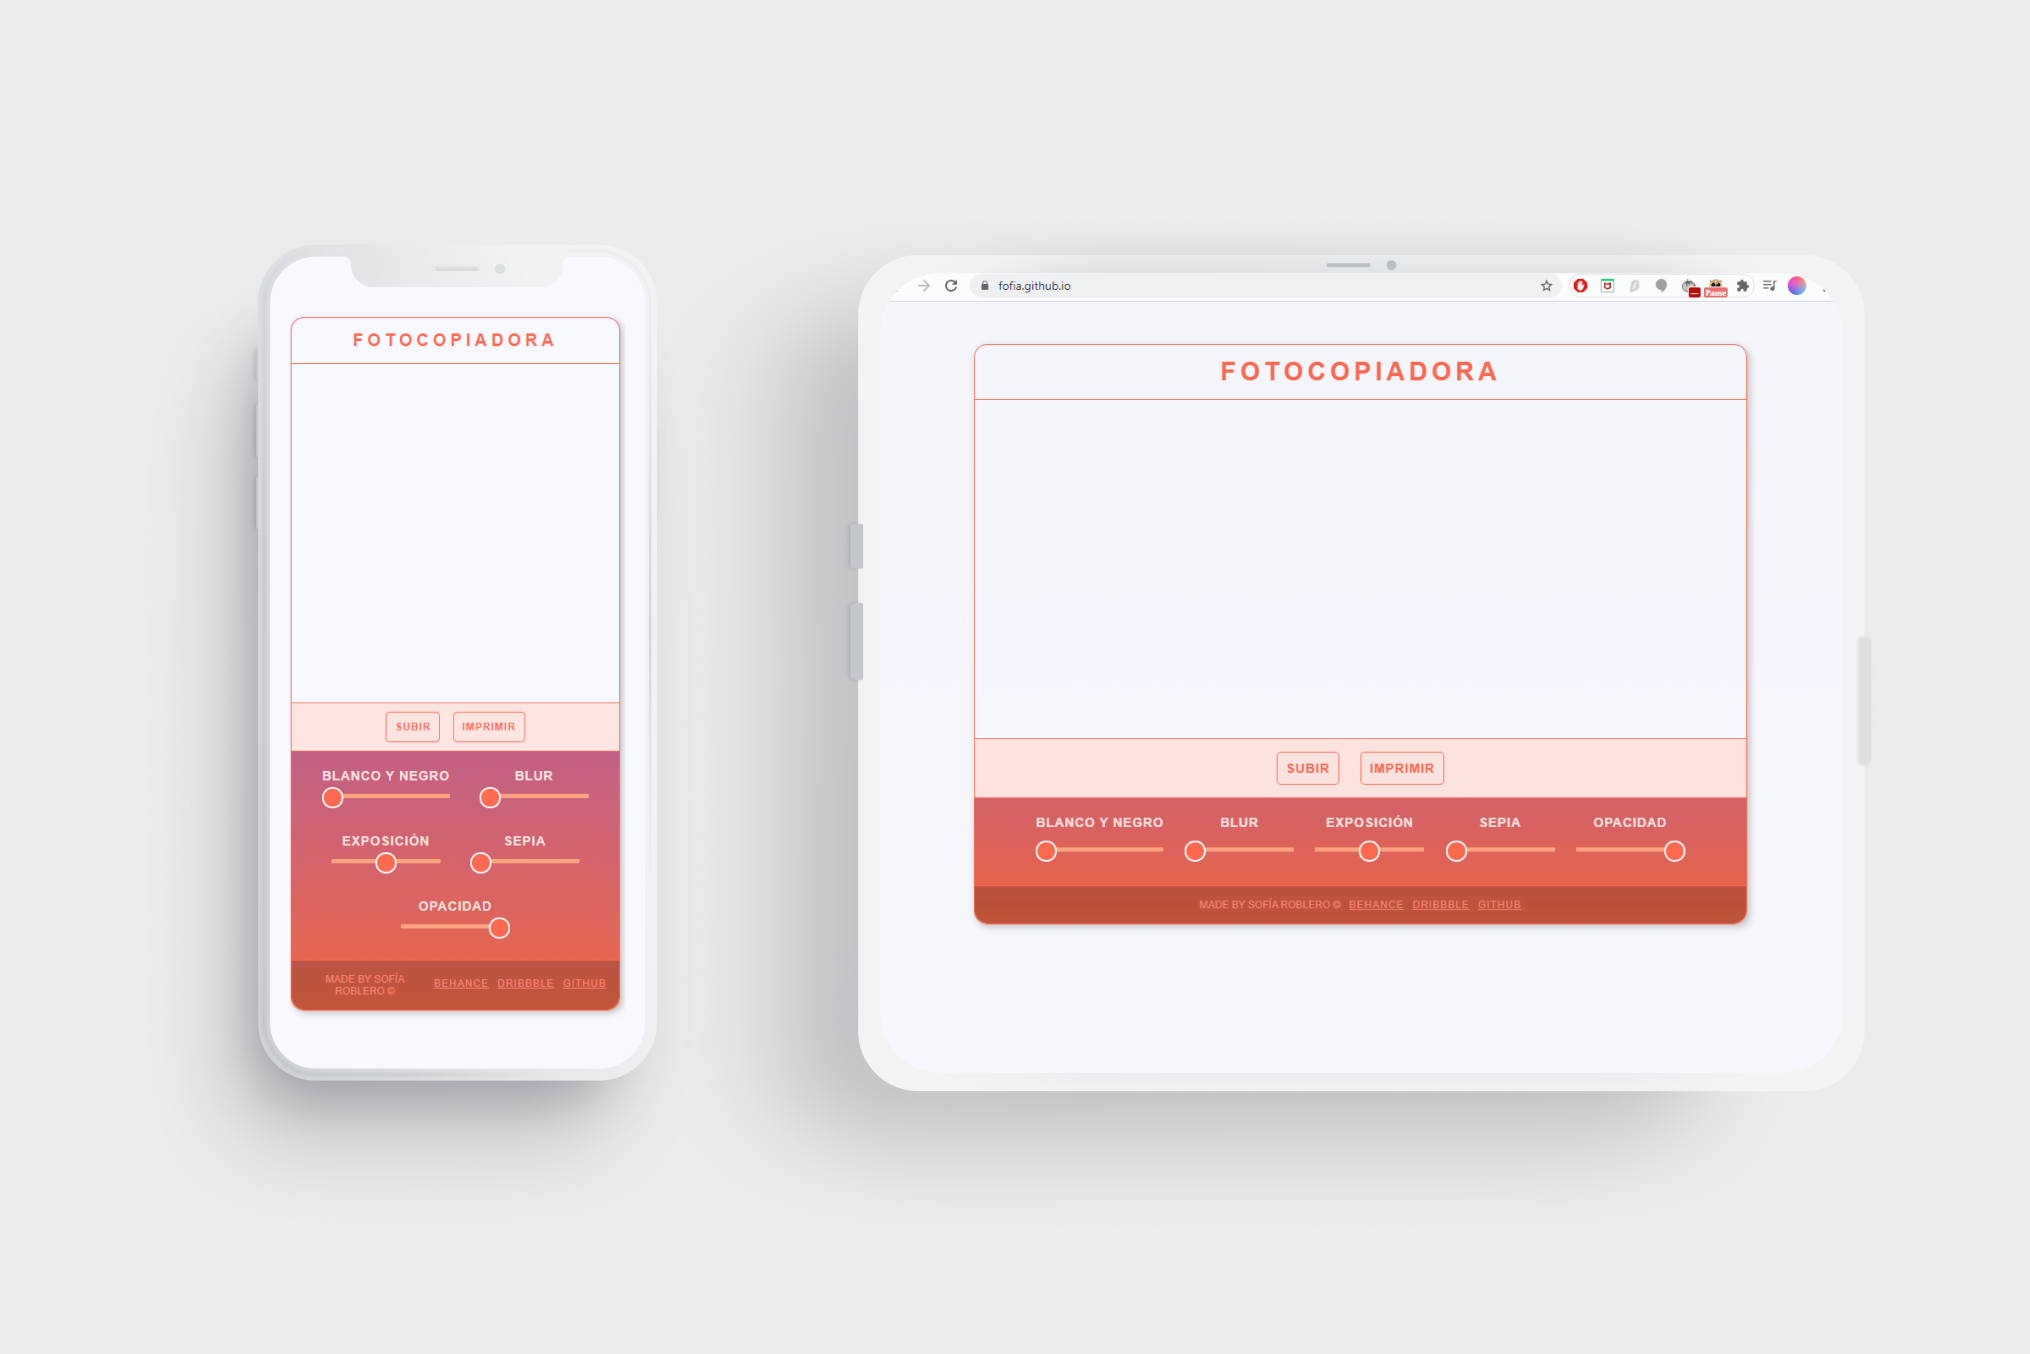 FOTOCOPIADORA
SUBIR IMPRIMIR
BLANCO Y NEGRO BLUR
EXPOSICIÓN SEPIA
OPACIDAD
MADE BY SOFÍA
ROBLERO © BEHANCE DRIBBBLE GITHUB
fofia.github.io
Pause
FOTOCOPIADORA
SUBIR IMPRIMIR
BLANCO Y NEGRO BLUR EXPOSICIÓN SEPIA OPACIDAD
MADE BY SOFÍA ROBLERO © BEHANCE DRIBBBLE GITHUB